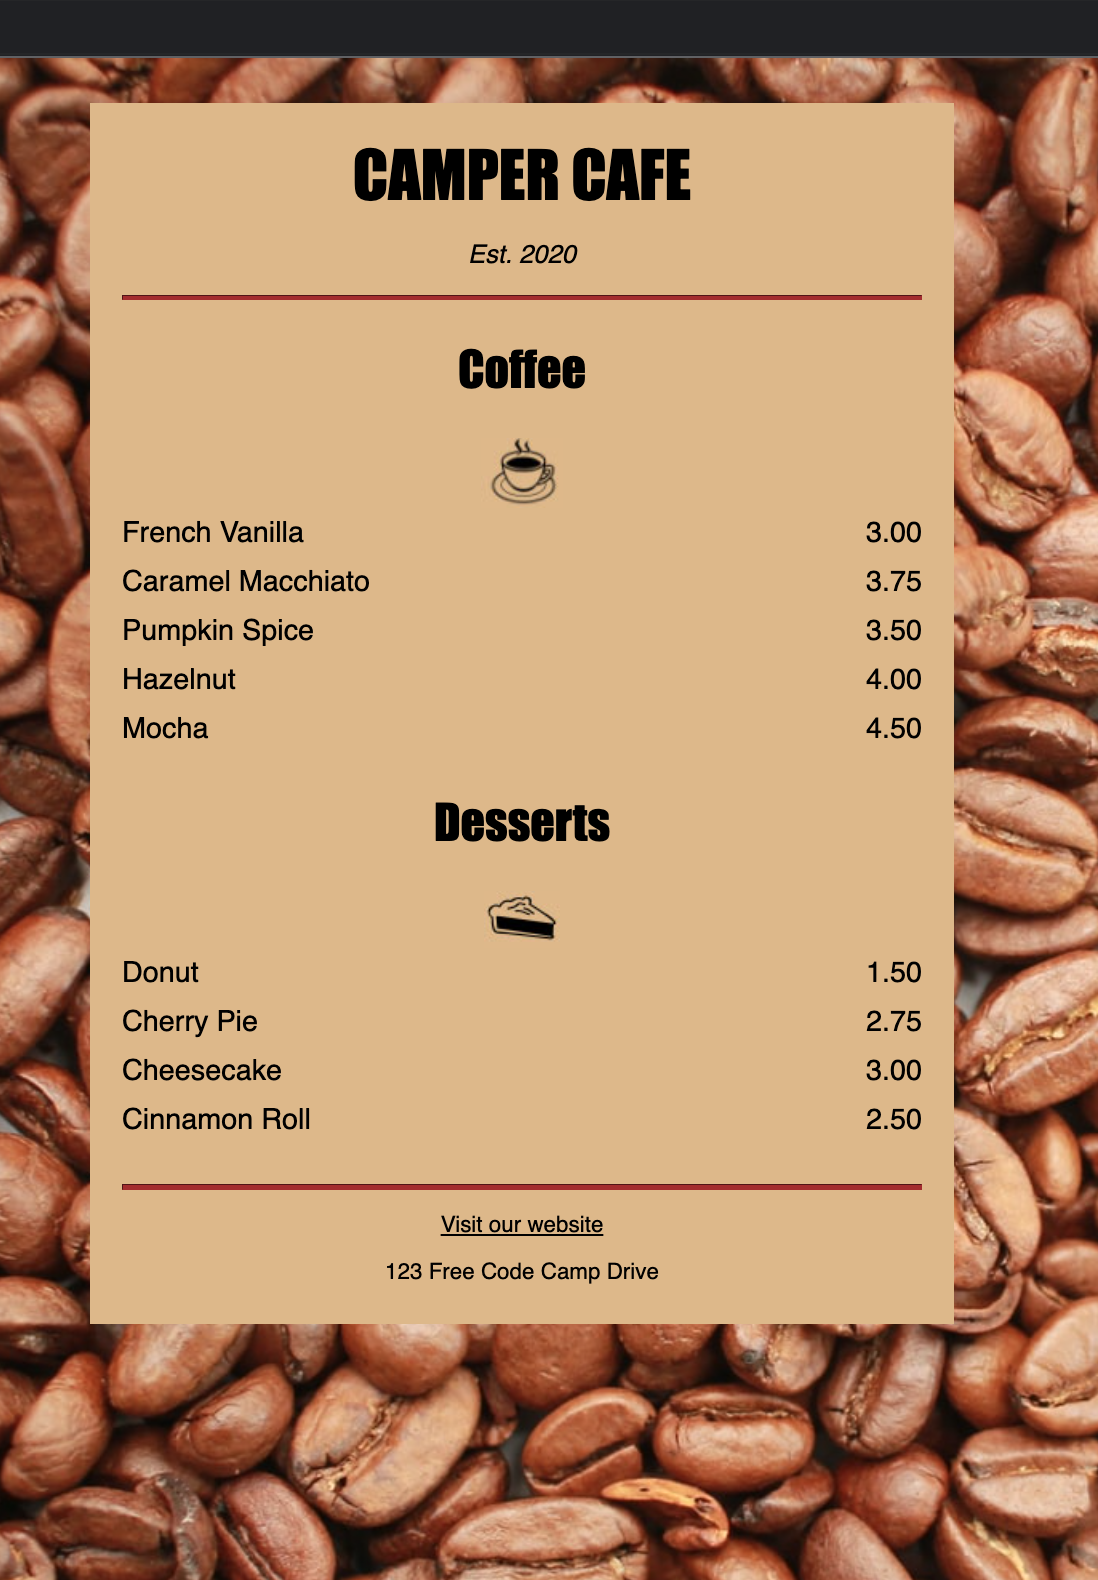 CAMPER CAFE
Est. 2020
Coffee
French Vanilla 3.00
Caramel Macchiato 3.75
Pumpkin Spice 3.50
Hazelnut 4.00
Mocha 4.50
Desserts
Donut 1.50
Cherry Pie 2.75
Cheesecake 3.00
Cinnamon Roll 2.50
Visit our website
123 Free Code Camp Drive